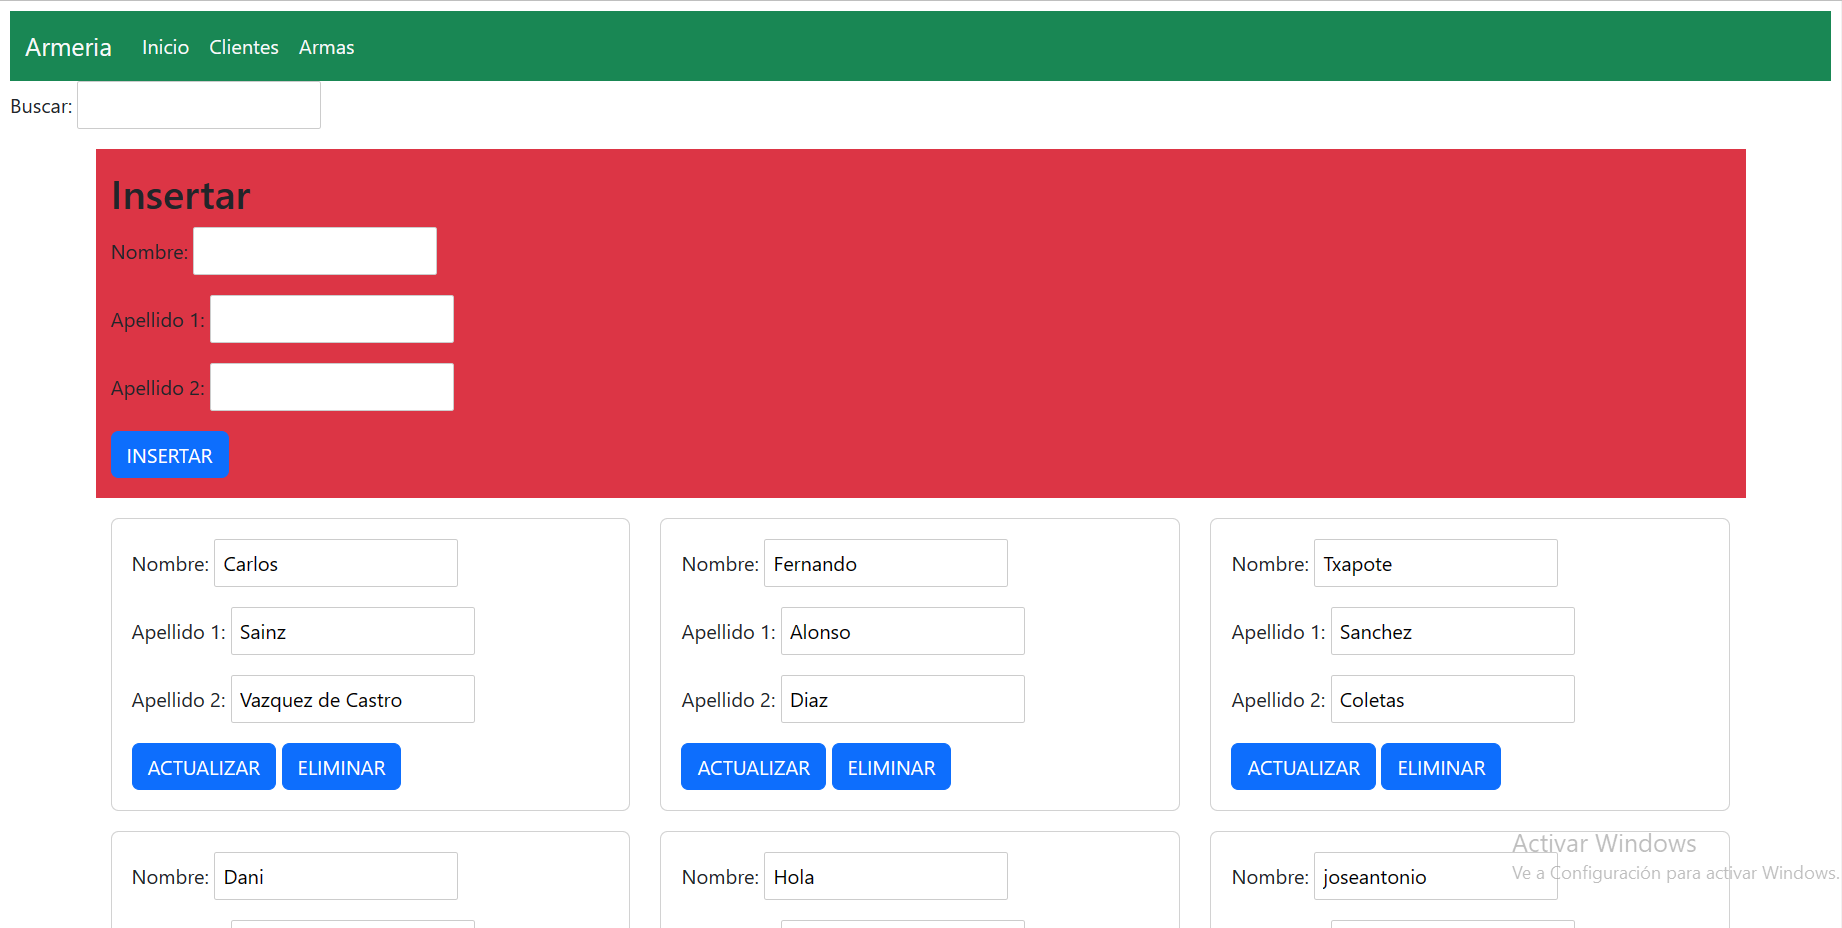 Armeria Inicio Clientes Armas
Buscar:
Insertar
Nombre:
Apellido 1:
Apellido 2:
INSERTAR
Nombre: Carlos
Apellido 1: Sainz
Apellido 2: Vazquez de Castro
ACTUALIZAR ELIMINAR
Nombre: Fernando
Apellido 1: Alonso
Apellido 2: Diaz
ACTUALIZAR ELIMINAR
Nombre: Txapote
Apellido 1: Sanchez
Apellido 2: Coletas
ACTUALIZAR ELIMINAR
Nombre: Dani
Nombre: Hola
Nombre: joseantonio
Activar Windows
Ve a Configuración para activar Windows.